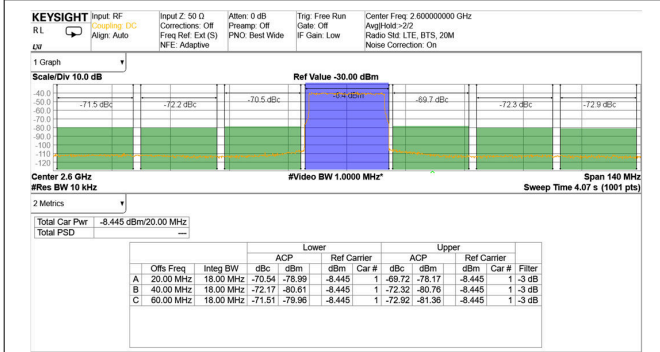 KEYSIGHT Input: RF Input Z: 50 Ω Atten: 0 dB Trig: Free Run Center Freq: 2.600000000 GHz
RL Coupling: DC Corrections: Off Preamp: Off Gate: Off Avg|Hold:>2/2
Align: Auto Freq Ref: Ext (S) PNO: Best Wide IF Gain: Low Radio Std: LTE, BTS, 20M
LXI NFE: Adaptive Noise Correction: On
1 Graph
Scale/Div 10.0 dB Ref Value -30.00 dBm
-40.0
-50.0
-60.0
-70.0
-80.0
-90.0
-100
-110
-120
-71.5 dBc -72.2 dBc -70.5 dBc -8.4 dBm -69.7 dBc -72.3 dBc -72.9 dBc
Center 2.6 GHz #Video BW 1.0000 MHz* Span 140 MHz
#Res BW 10 kHz Sweep Time 4.07 s (1001 pts)
2 Metrics
Total Car Pwr -8.445 dBm/20.00 MHz
Total PSD ---
Lower Upper
ACP Ref Carrier ACP Ref Carrier
Offs Freq Integ BW dBc dBm dBm Car # dBc dBm dBm Car # Filter
A 20.00 MHz 18.00 MHz -70.54 -78.99 -8.445 1 -69.72 -78.17 -8.445 1 -3 dB
B 40.00 MHz 18.00 MHz -72.17 -80.61 -8.445 1 -72.32 -80.76 -8.445 1 -3 dB
C 60.00 MHz 18.00 MHz -71.51 -79.96 -8.445 1 -72.92 -81.36 -8.445 1 -3 dB